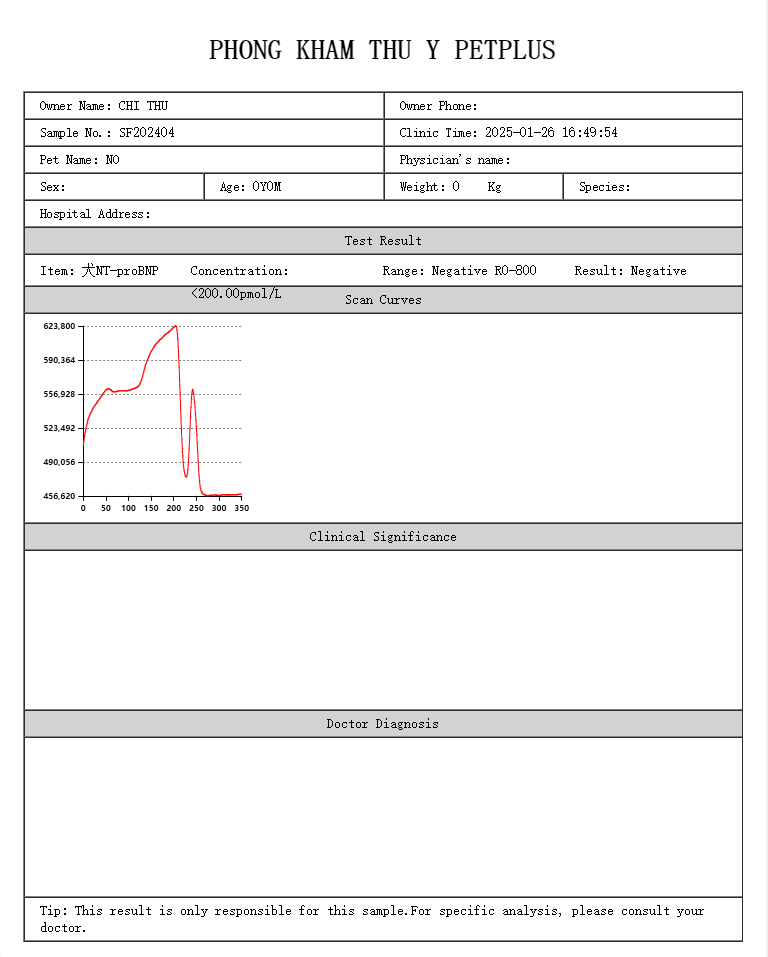 PHONG KHAM THU Y PETPLUS
Owner Name: CHI THU
Owner Phone:
Sample No.: SF202404
Clinic Time: 2025-01-26 16:49:54
Pet Name: NO
Physician's name:
Sex:
Age: 0Y0M
Weight: 0 Kg
Species:
Hospital Address:
Test Result
Item: 犬NT-proBNP
Concentration:
<200.00pmol/L
Range: Negative R0-800
Result: Negative
Scan Curves
623,800
590,364
556,928
523,492
490,056
456,620
0 50 100 150 200 250 300 350
Clinical Significance
Doctor Diagnosis
Tip: This result is only responsible for this sample.For specific analysis, please consult your
doctor.